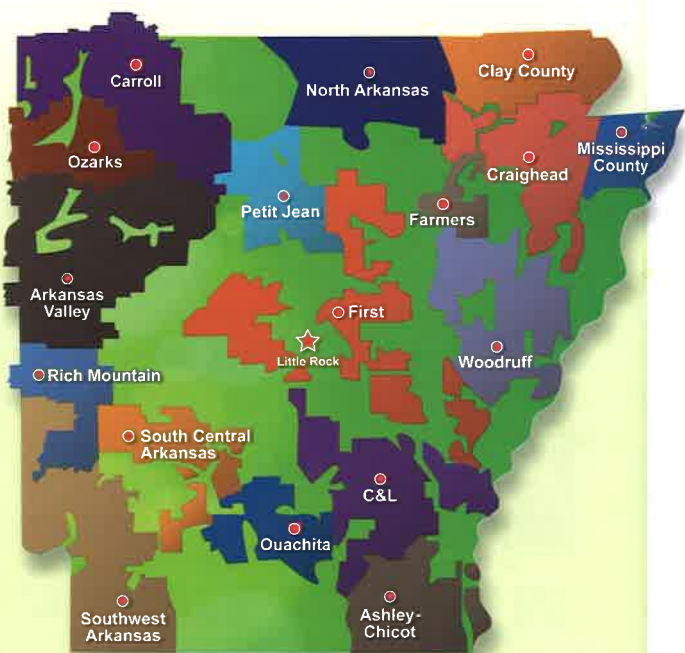 Carroll
North Arkansas
Clay County
Mississippi
County
Ozarks
Craighead
Petit Jean
Farmers
Arkansas
Valley
First
Little Rock
Woodruff
Rich Mountain
South Central
Arkansas
C&L
Ouachita
Southwest
Arkansas
Ashley-
Chicot